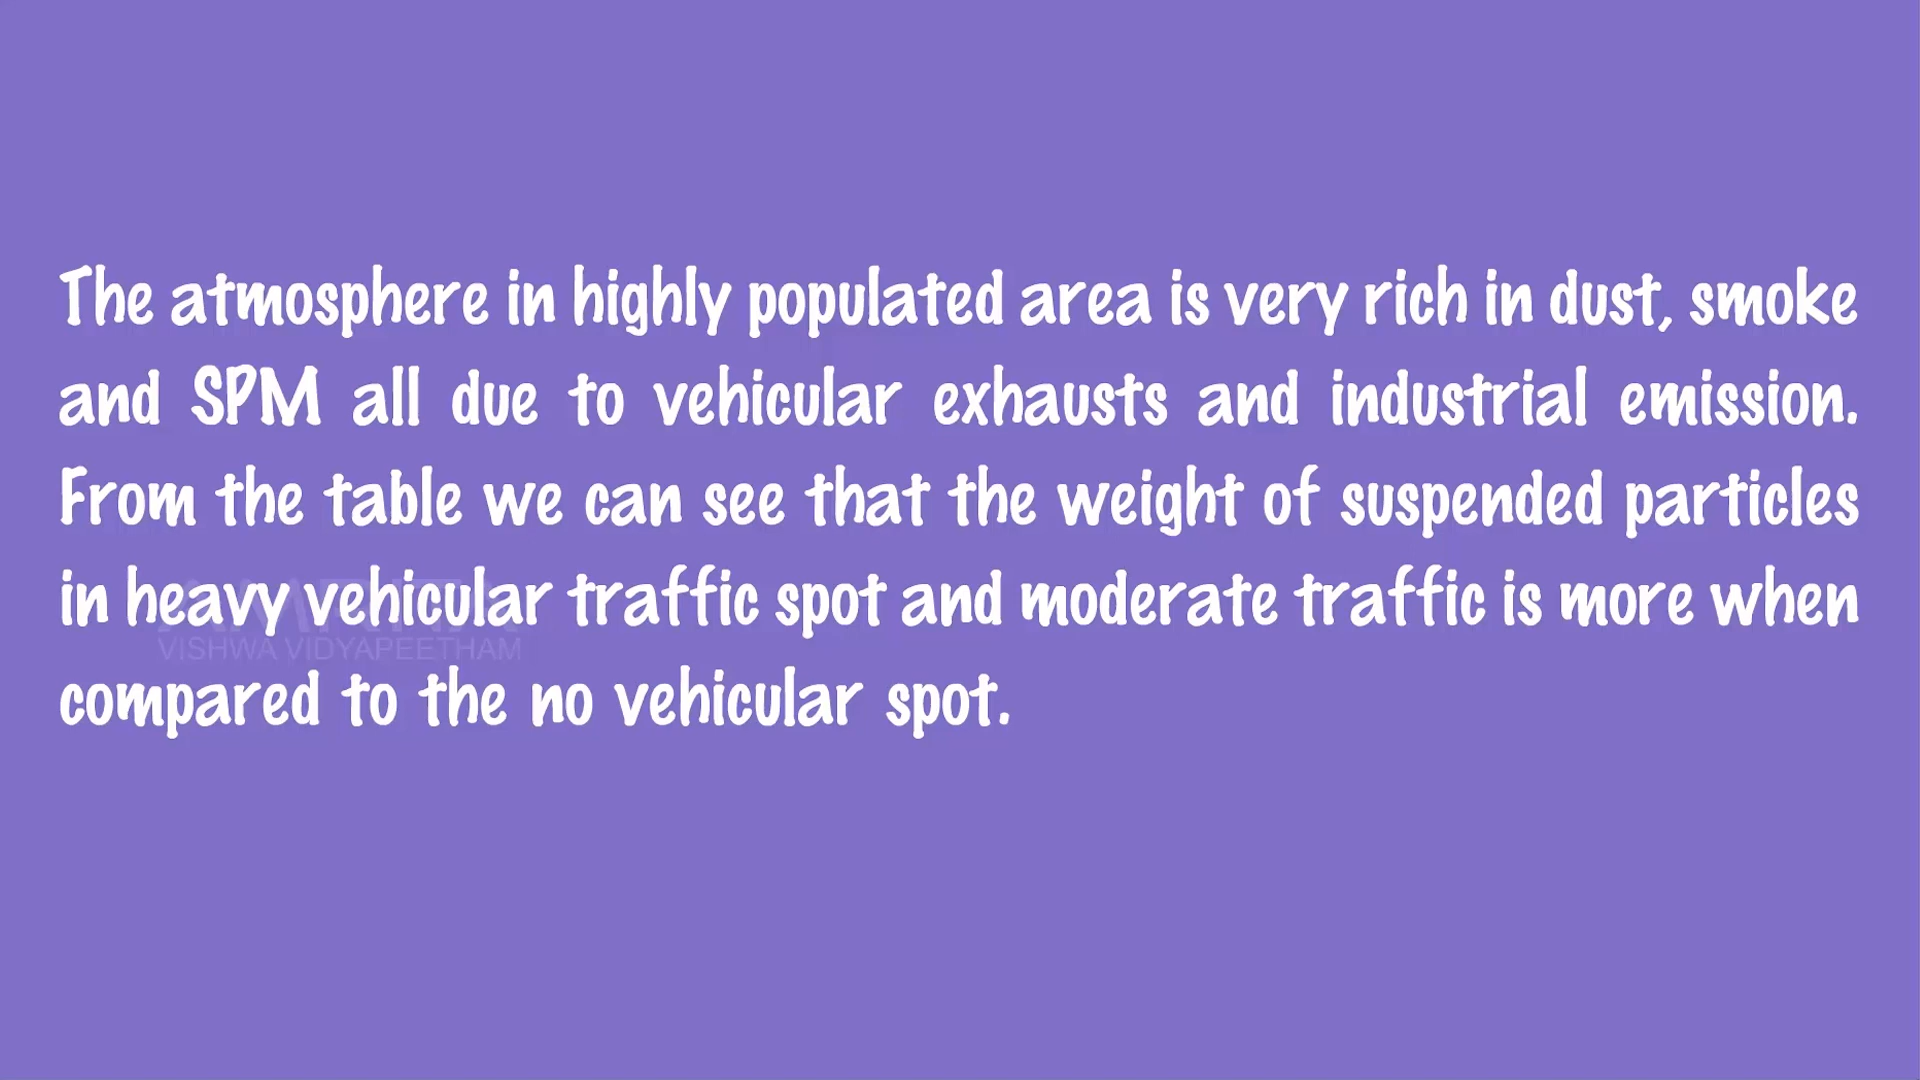 The atmosphere in highly populated area is very rich in dust, smoke
and SPM all due to vehicular exhausts and industrial emission.
From the table we can see that the weight of suspended particles
in heavy vehicular traffic spot and moderate traffic is more when
VISHWA VIDYAPEETHAM
compared to the no vehicular spot.